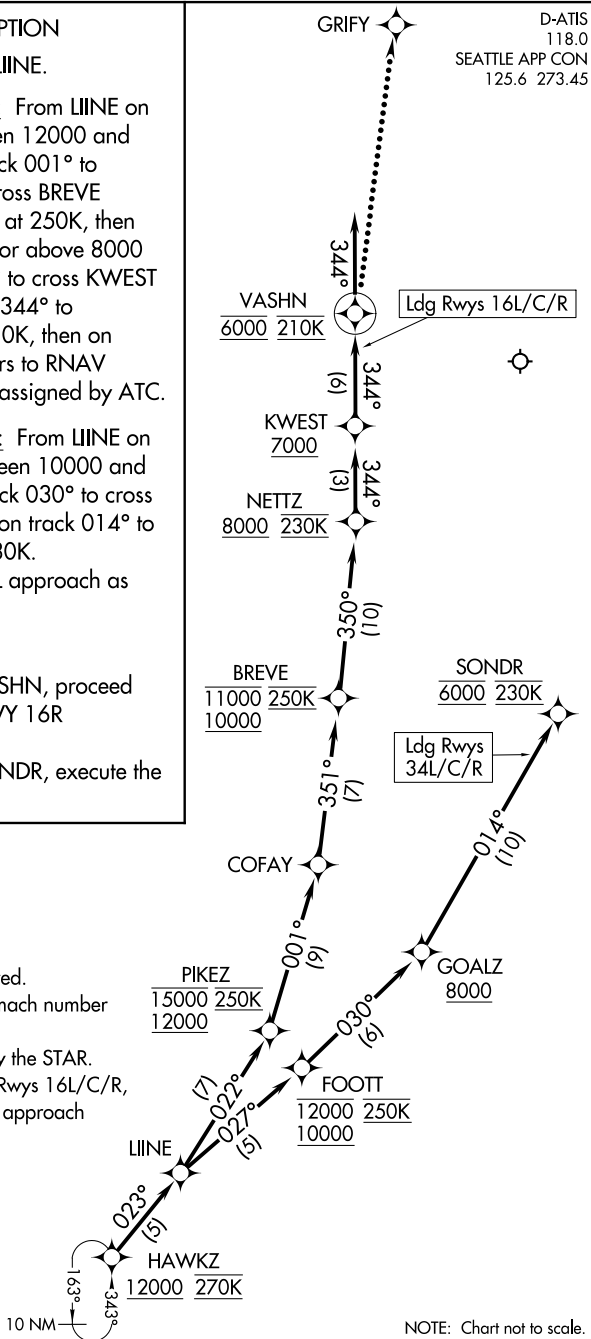 PTION
LIINE.
From LIINE on
en 12000 and
ck 001° to
ross BREVE
at 250K, then
or above 8000
to cross KWEST
344° to
0K, then on
rs to RNAV
assigned by ATC.
From LIINE on
een 10000 and
ck 030° to cross
on track 014° to
30K.
L approach as
SHN, proceed
VY 16R
NDR, execute the
ed.
mach number
y the STAR.
Rwys 16L/C/R,
approach
GRIFY
D-ATIS
118.0
SEATTLE APP CON
125.6 273.45
344°
VASHN
6000 210K
Ldg Rwys 16L/C/R
344°
(6)
KWEST
7000
344°
(3)
NETTZ
8000 230K
350°
(10)
BREVE
11000 250K
10000
SONDR
6000 230K
Ldg Rwys
34L/C/R
351°
(7)
014°
(10)
COFAY
001°
(9)
GOALZ
8000
PIKEZ
15000 250K
12000
030°
(6)
FOOTT
12000 250K
10000
022°
(7)
027°
(5)
LIINE
023°
(5)
HAWKZ
12000 270K
163°
343°
10 NM
NOTE: Chart not to scale.